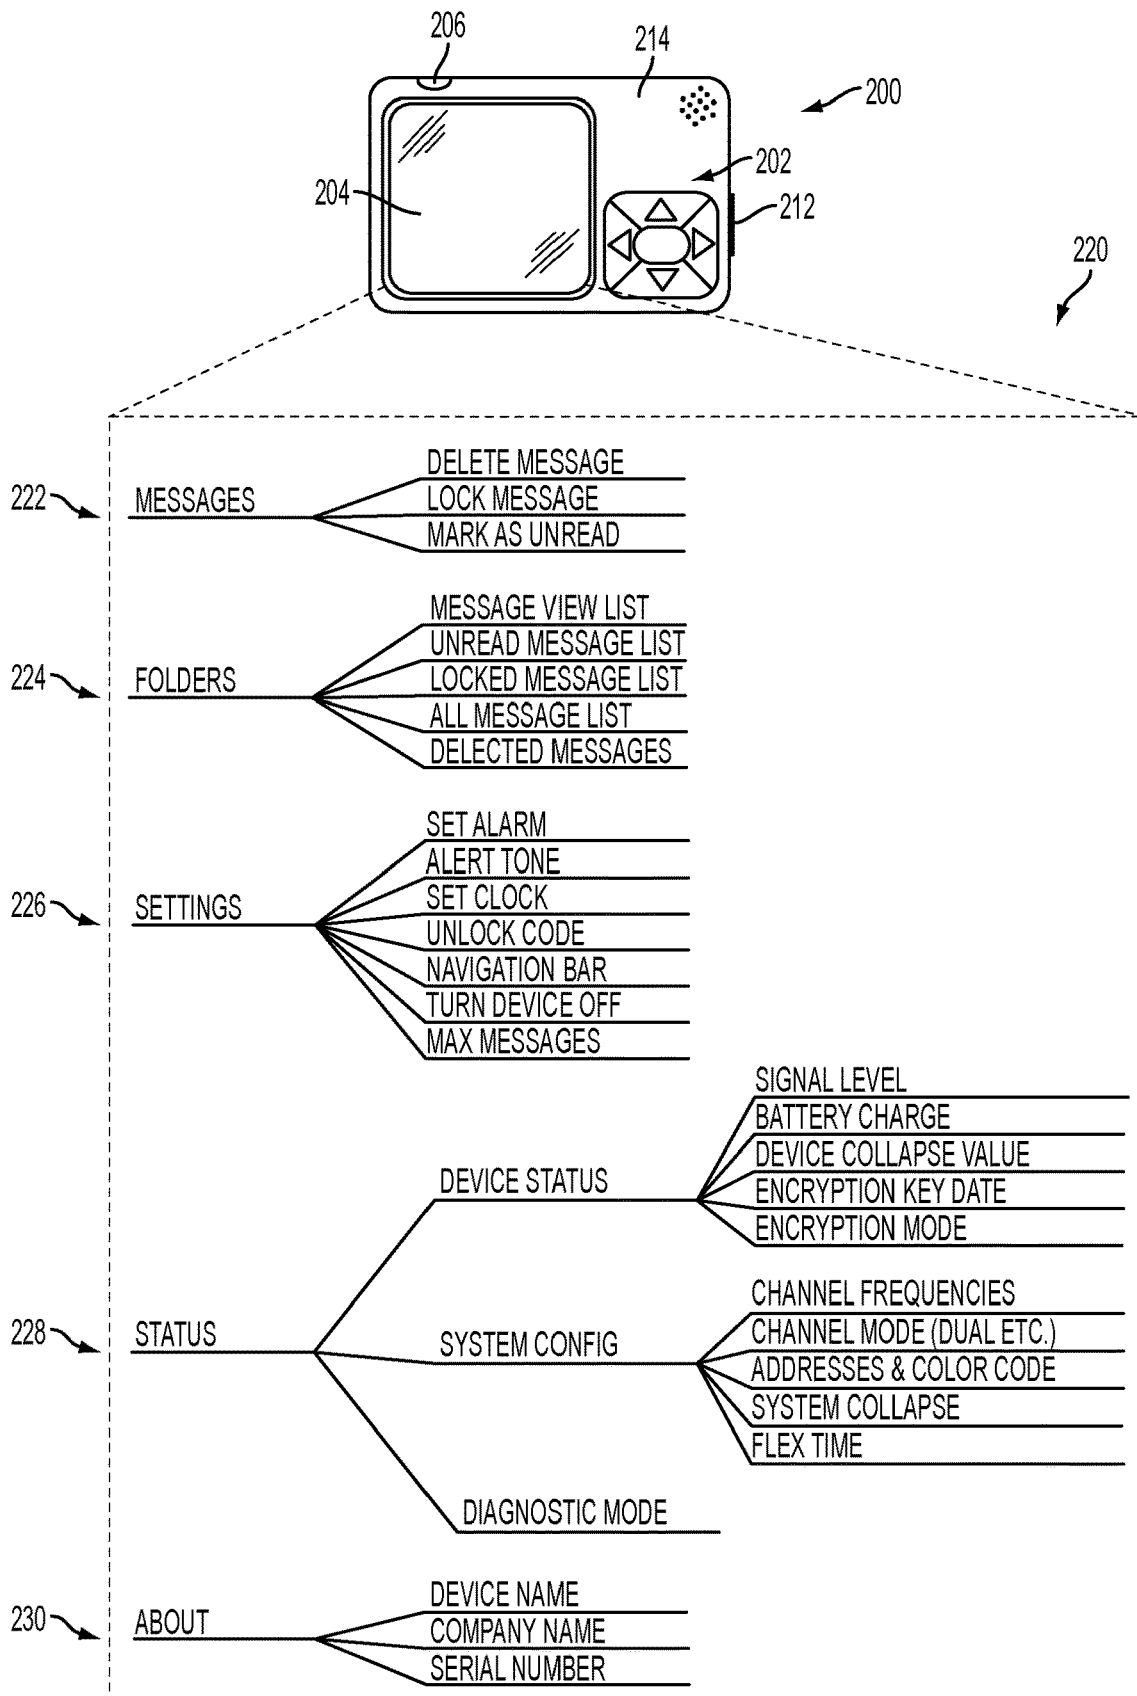 206
214
200
202
204
212
220
DELETE MESSAGE
222
MESSAGES
LOCK MESSAGE
MARK AS UNREAD
MESSAGE VIEW LIST
UNREAD MESSAGE LIST
224
FOLDERS
LOCKED MESSAGE LIST
ALL MESSAGE LIST
DELECTED MESSAGES
SET ALARM
ALERT TONE
226
SETTINGS
SET CLOCK
UNLOCK CODE
NAVIGATION BAR
TURN DEVICE OFF
MAX MESSAGES
SIGNAL LEVEL
BATTERY CHARGE
DEVICE COLLAPSE VALUE
DEVICE STATUS
ENCRYPTION KEY DATE
ENCRYPTION MODE
CHANNEL FREQUENCIES
228
STATUS
SYSTEM CONFIG
CHANNEL MODE (DUAL ETC.)
ADDRESSES & COLOR CODE
SYSTEM COLLAPSE
FLEX TIME
DIAGNOSTIC MODE
DEVICE NAME
230
ABOUT
COMPANY NAME
SERIAL NUMBER